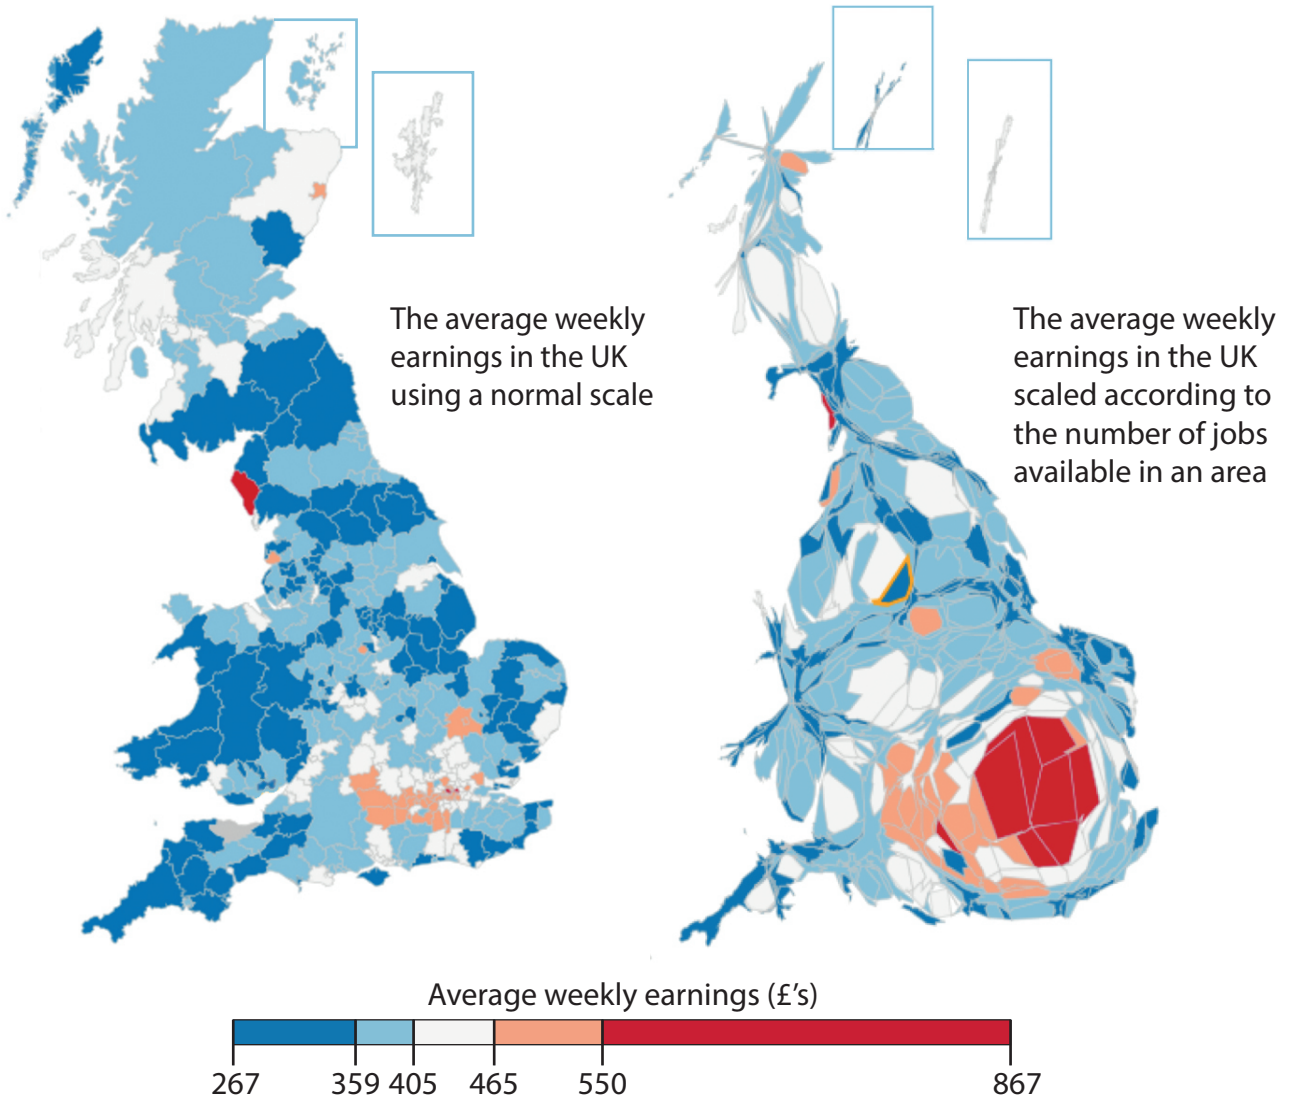 The average weekly
earnings in the UK
using a normal scale
The average weekly
earnings in the UK
scaled according to
the number of jobs
available in an area
Average weekly earnings (£’s)
267 359 405 465 550 867